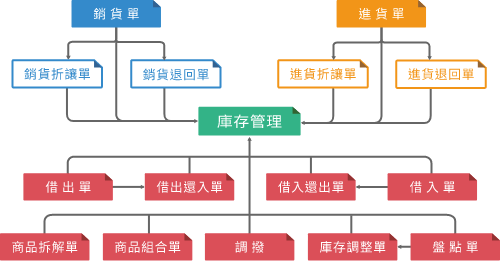 銷貨單
進貨單
銷貨折讓單
銷貨退回單
進貨折讓單
進貨退回單
庫存管理
借出單
借出還入單
借入還出單
借入單
商品拆解單
商品組合單
調撥
庫存調整單
盤點單